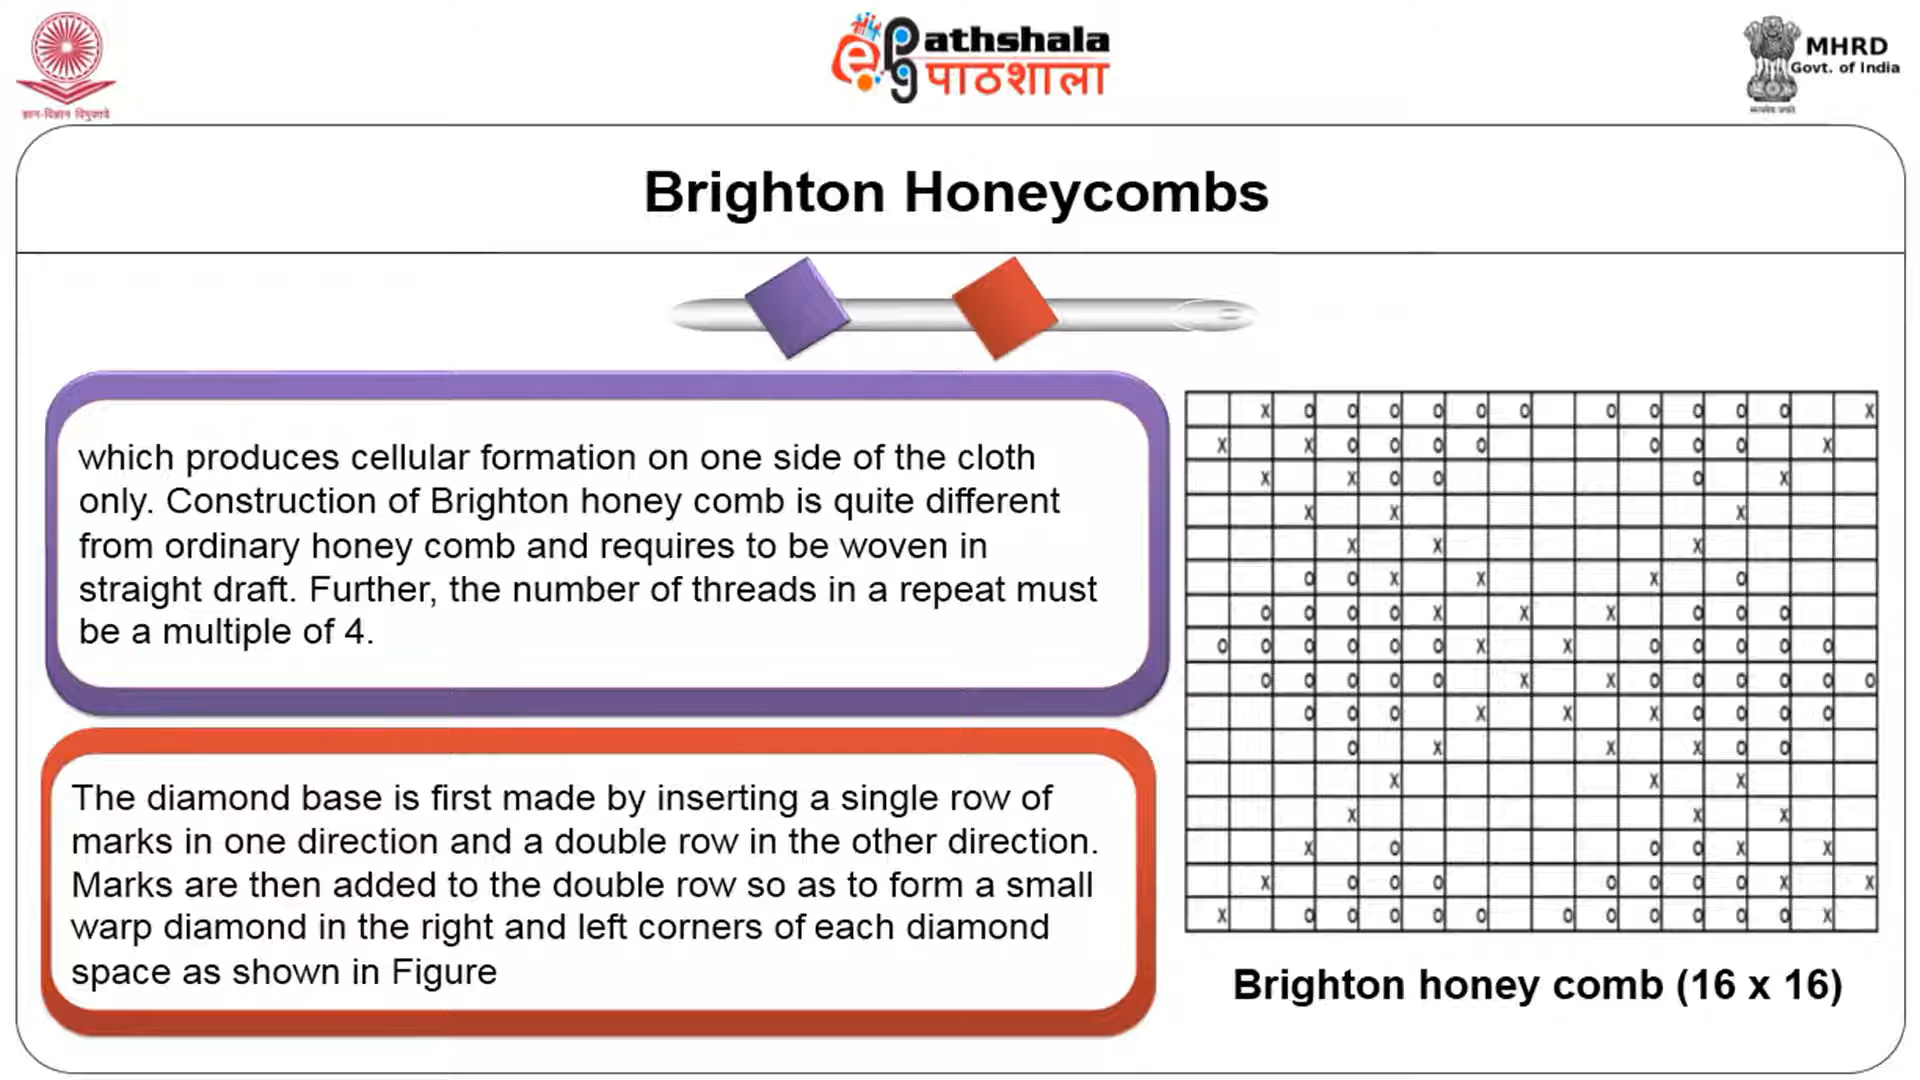 ज्ञान-विज्ञान विमुक्तये
ePG athshala
पाठशाला
MHRD
Govt. of India
सत्यमेव जयते
Brighton Honeycombs
which produces cellular formation on one side of the cloth
only. Construction of Brighton honey comb is quite different
from ordinary honey comb and requires to be woven in
straight draft. Further, the number of threads in a repeat must
be a multiple of 4.
The diamond base is first made by inserting a single row of
marks in one direction and a double row in the other direction.
Marks are then added to the double row so as to form a small
warp diamond in the right and left corners of each diamond
space as shown in Figure
X O O O O O O O O O O O X
X X O O O O O O O X
X X O O O X
X X X
X X X
O O X X X O
O O O O X X X O O O
O O O O O O X X O O O O O
O O O O O X X O O O O O O
O O O X X X O O O O
O X X X O O
X X X
X X X
X O O O X X
X O O O O O O O X X
X O O O O O O O O O O O X
Brighton honey comb (16 x 16)